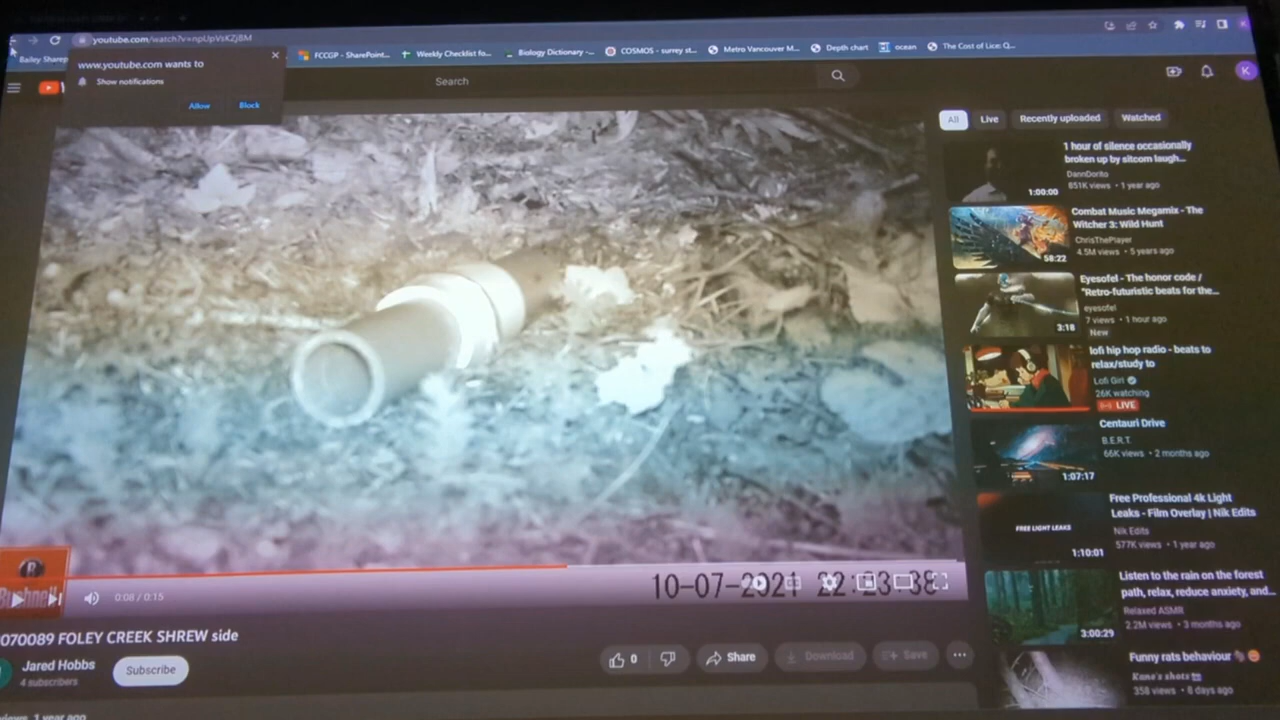 youtube.com/watch?v=npUpVsKZjBM
FCCGP - SharePoint...
Weekly Checklist fo...
Biology Dictionary -...
COSMOS - surrey st...
Metro Vancouver M...
Depth chart
ocean
The Cost of Lice: Q...
www.youtube.com wants to
Show notifications
Allow Block
Search
K
All Live Recently uploaded Watched
1 hour of silence occasionally
broken up by sitcom laugh...
DannDorito
851K views • 1 year ago
1:00:00
Combat Music Megamix - The
Witcher 3: Wild Hunt
ChrisThePlayer
4.5M views • 5 years ago
58:22
Eyesofel - The honor code /
"Retro-futuristic beats for the...
eyesofel
7 views • 1 hour ago
New
3:18
lofi hip hop radio - beats to
relax/study to
Lofi Girl
26K watching
LIVE
Centauri Drive
B.E.R.T.
66K views • 2 months ago
1:07:17
Free Professional 4k Light
Leaks - Film Overlay | Nik Edits
Nik Edits
577K views • 1 year ago
FREE LIGHT LEAKS
1:10:01
Listen to the rain on the forest
path, relax, reduce anxiety, and...
Relaxed ASMR
2.2M views • 3 months ago
3:00:29
Funny rats behaviour
Kane's shots
358 views • 8 days ago
Bushnell
0:08 / 0:15
10-07-2021 22:23:38
070089 FOLEY CREEK SHREW side
Jared Hobbs
4 subscribers
Subscribe
0
Share
Download
Save
views 1 year ago